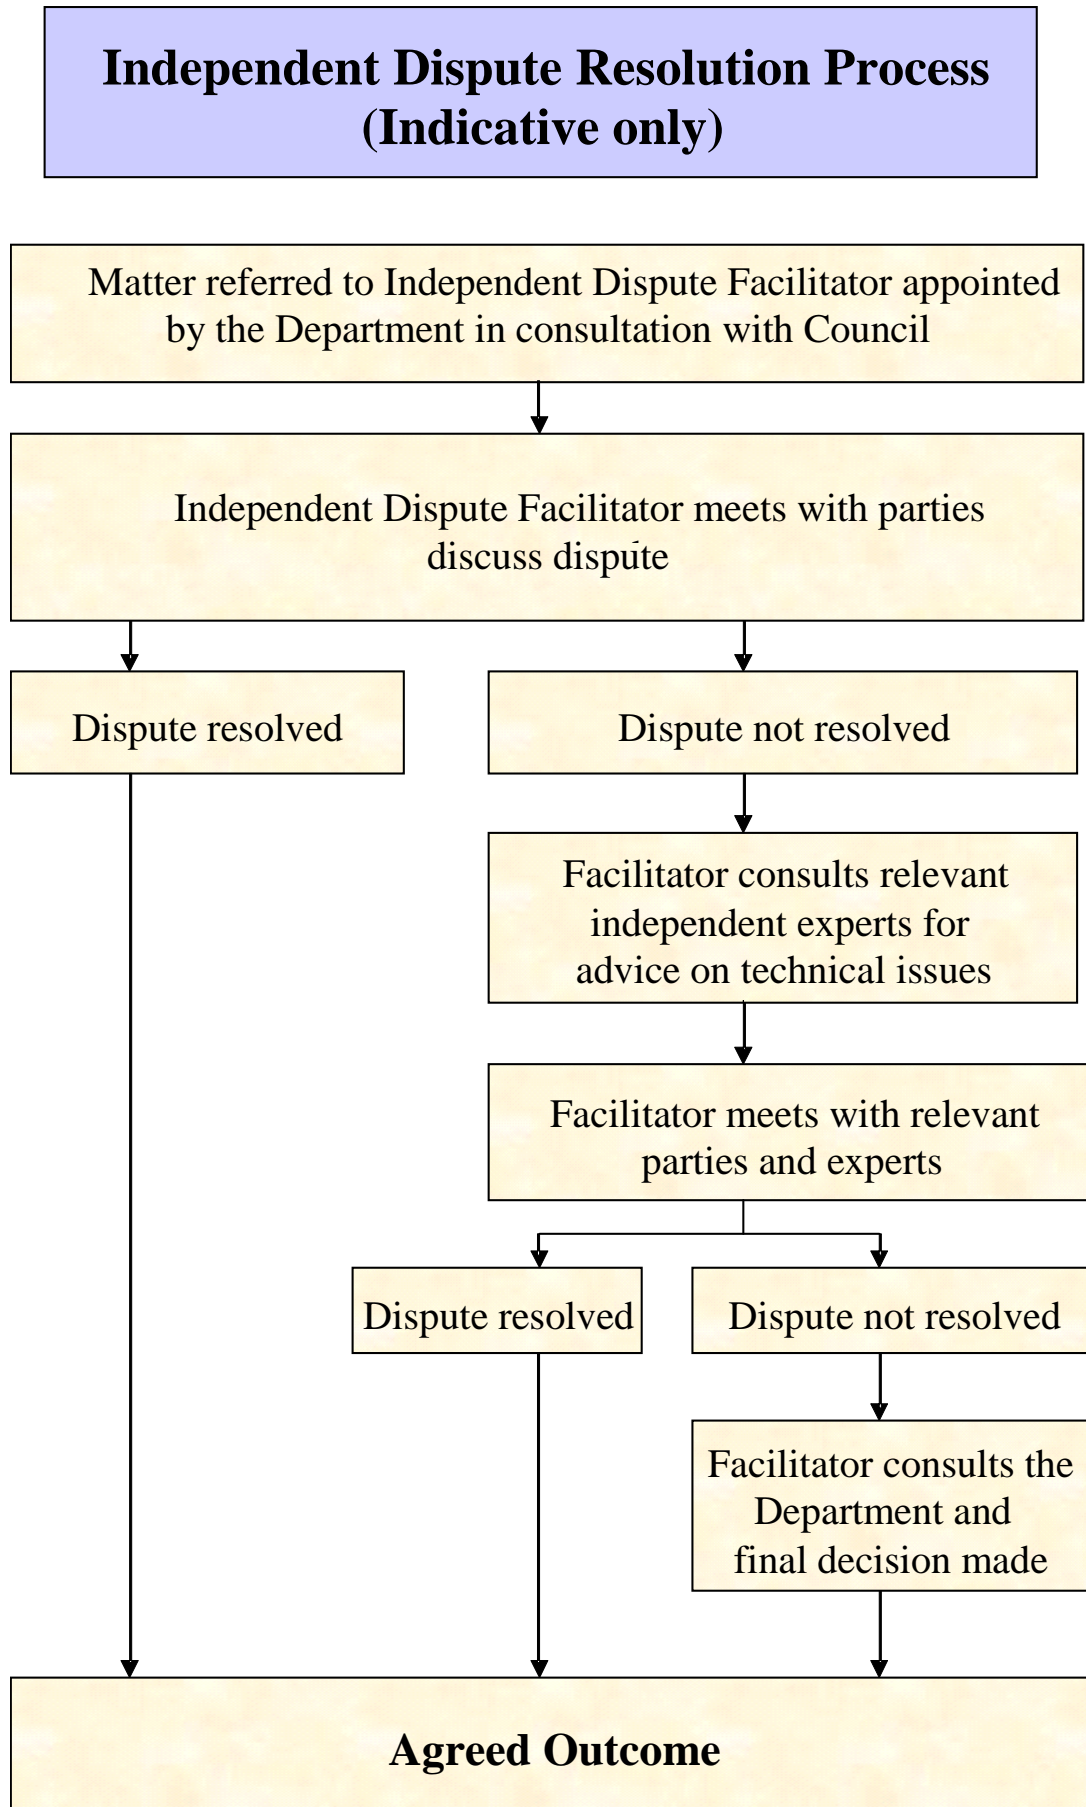 Independent Dispute Resolution Process
(Indicative only)
Matter referred to Independent Dispute Facilitator appointed
by the Department in consultation with Council
Independent Dispute Facilitator meets with parties
discuss dispute
Dispute resolved
Dispute not resolved
Facilitator consults relevant
independent experts for
advice on technical issues
Facilitator meets with relevant
parties and experts
Dispute resolved
Dispute not resolved
Facilitator consults the
Department and
final decision made
Agreed Outcome